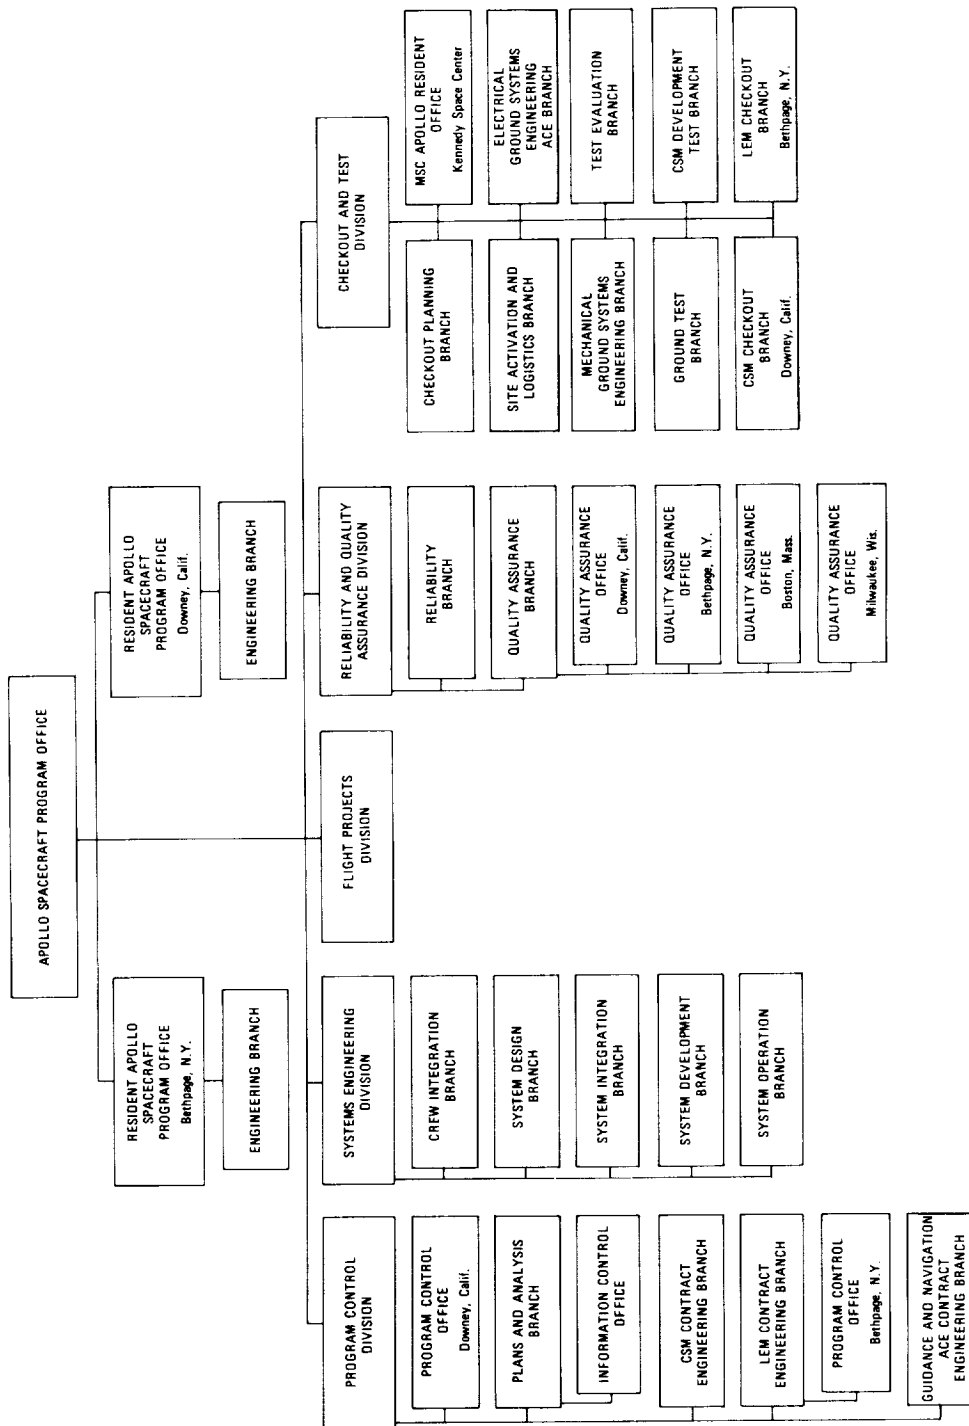 APOLLO SPACECRAFT PROGRAM OFFICE
RESIDENT APOLLO
SPACECRAFT
PROGRAM OFFICE
Bethpage, N.Y.
ENGINEERING BRANCH
RESIDENT APOLLO
SPACECRAFT
PROGRAM OFFICE
Downey, Calif.
ENGINEERING BRANCH
PROGRAM CONTROL
DIVISION
PROGRAM CONTROL
OFFICE
Downey, Calif.
PLANS AND ANALYSIS
BRANCH
INFORMATION CONTROL
OFFICE
CSM CONTRACT
ENGINEERING BRANCH
LEM CONTRACT
ENGINEERING BRANCH
PROGRAM CONTROL
OFFICE
Bethpage, N.Y.
GUIDANCE AND NAVIGATION
ACE CONTRACT
ENGINEERING BRANCH
SYSTEMS ENGINEERING
DIVISION
CREW INTEGRATION
BRANCH
SYSTEM DESIGN
BRANCH
SYSTEM INTEGRATION
BRANCH
SYSTEM DEVELOPMENT
BRANCH
SYSTEM OPERATION
BRANCH
FLIGHT PROJECTS
DIVISION
RELIABILITY AND QUALITY
ASSURANCE DIVISION
RELIABILITY
BRANCH
QUALITY ASSURANCE
BRANCH
QUALITY ASSURANCE
OFFICE
Downey, Calif.
QUALITY ASSURANCE
OFFICE
Bethpage, N.Y.
QUALITY ASSURANCE
OFFICE
Boston, Mass.
QUALITY ASSURANCE
OFFICE
Milwaukee, Wis.
CHECKOUT AND TEST
DIVISION
CHECKOUT PLANNING
BRANCH
SITE ACTIVATION AND
LOGISTICS BRANCH
MECHANICAL
GROUND SYSTEMS
ENGINEERING BRANCH
GROUND TEST
BRANCH
CSM CHECKOUT
BRANCH
Downey, Calif.
MSC APOLLO RESIDENT
OFFICE
Kennedy Space Center
ELECTRICAL
GROUND SYSTEMS
ENGINEERING
ACE BRANCH
TEST EVALUATION
BRANCH
CSM DEVELOPMENT
TEST BRANCH
LEM CHECKOUT
BRANCH
Bethpage, N.Y.